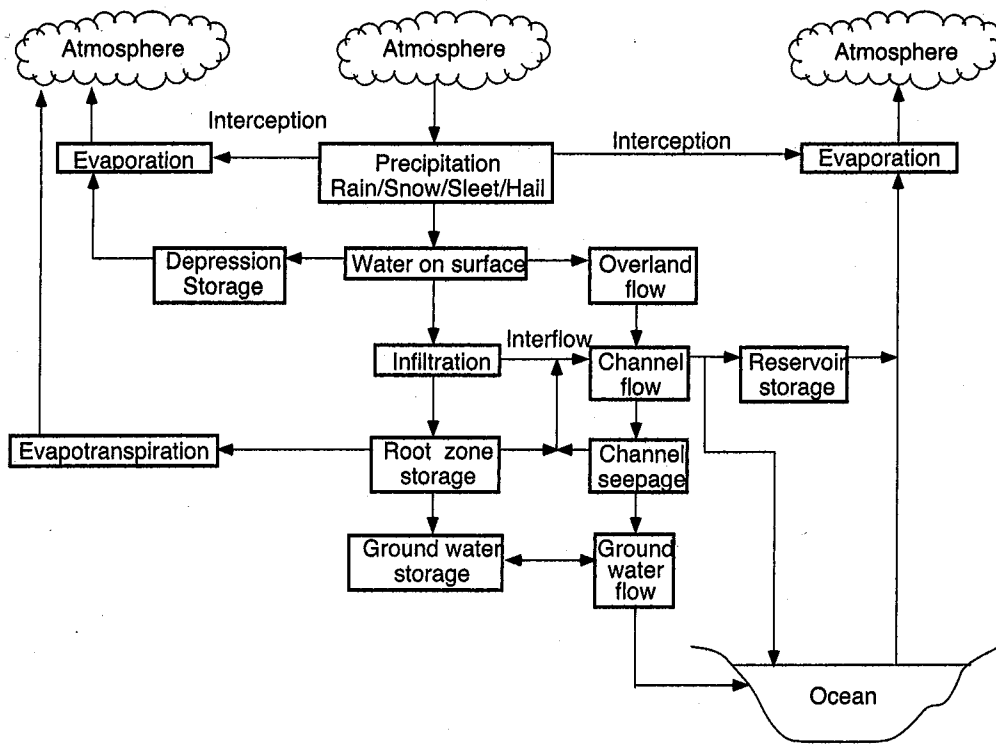 Atmosphere
Atmosphere
Atmosphere
Interception
Interception
Evaporation
Precipitation
Rain/Snow/Sleet/Hail
Evaporation
Depression
Storage
Water on surface
Overland
flow
Interflow
Infiltration
Channel
flow
Reservoir
storage
Evapotranspiration
Root zone
storage
Channel
seepage
Ground water
storage
Ground
water
flow
Ocean